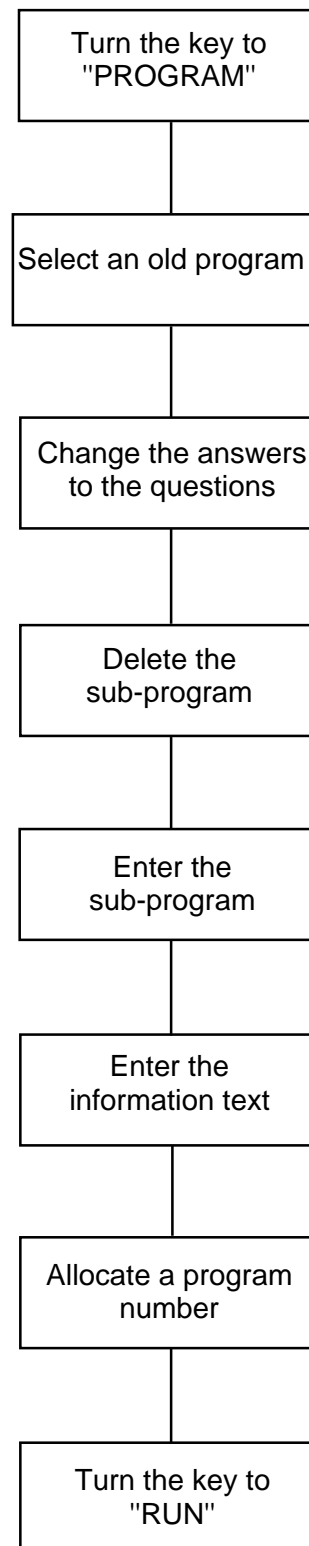 Turn the key to
"PROGRAM"
Select an old program
Change the answers
to the questions
Delete the
sub-program
Enter the
sub-program
Enter the
information text
Allocate a program
number
Turn the key to
"RUN"